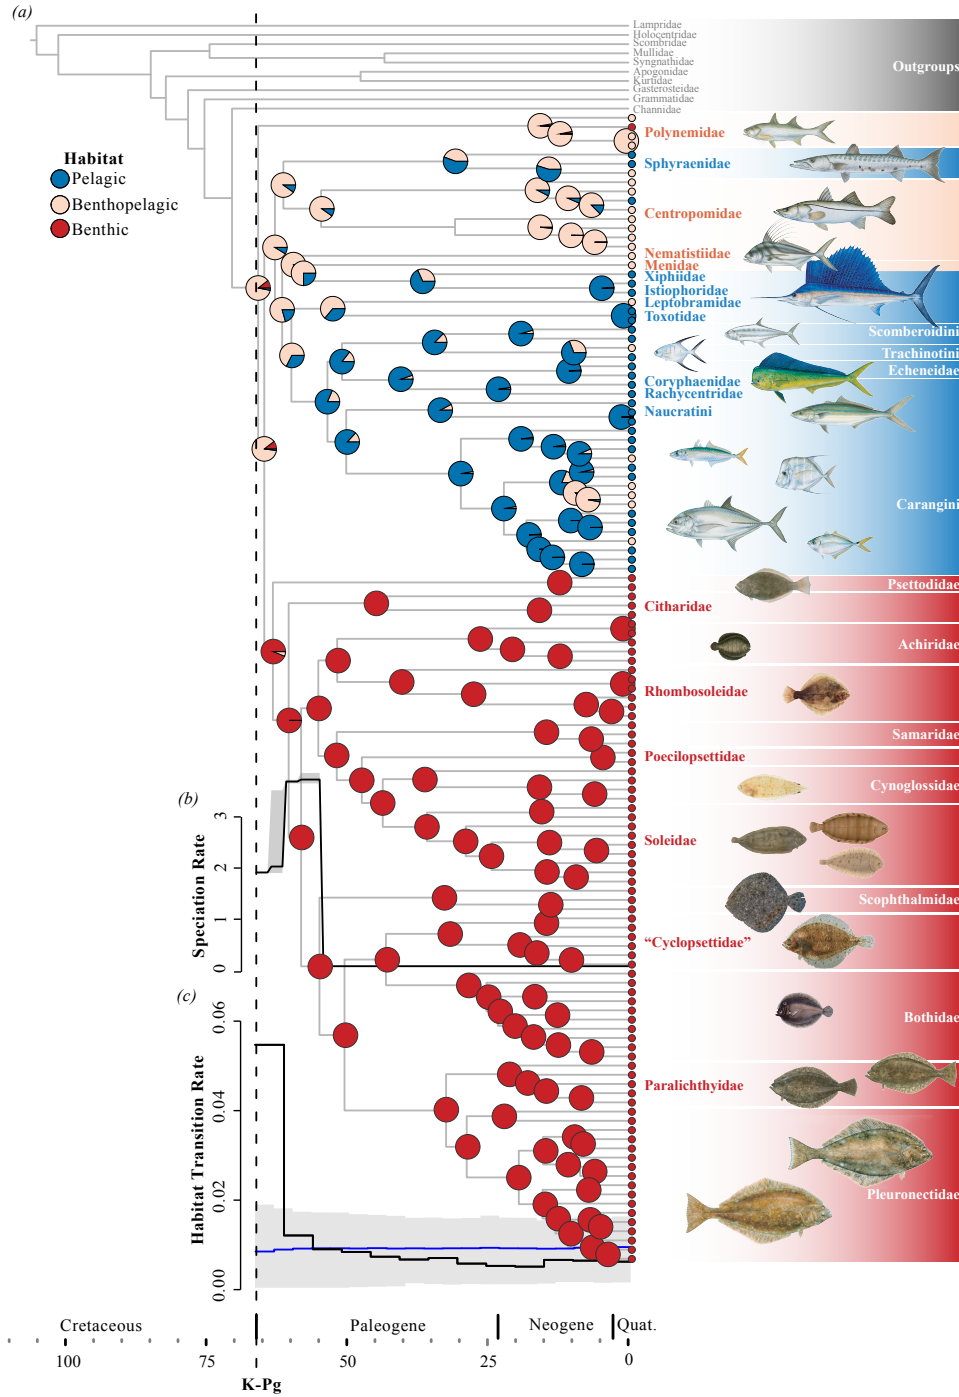 (a)
Lampridae
Holocentridae
Scombridae
Mullidae
Syngnathidae
Apogonidae
Kurtidae
Gasterosteidae
Grammatidae
Channidae
Outgroups
Habitat
Pelagic
Benthopelagic
Benthic
Polynemidae
Sphyraenidae
Centropomidae
Nematistiidae
Menidae
Xiphiidae
Istiophoridae
Leptobramidae
Toxotidae
Scomberoidini
Trachinotini
Echeneidae
Coryphaenidae
Rachycentridae
Naucratini
Carangini
Psettodidae
Citharidae
Achiridae
Rhombosoleidae
Samaridae
Poecilopsettidae
Cynoglossidae
Soleidae
Scophthalmidae
“Cyclopsettidae”
Bothidae
Paralichthyidae
Pleuronectidae
(b)
Speciation Rate
3
2
1
0
(c)
Habitat Transition Rate
0.06
0.04
0.02
0.00
Cretaceous
Paleogene
Neogene
Quat.
100
75
50
25
0
K-Pg